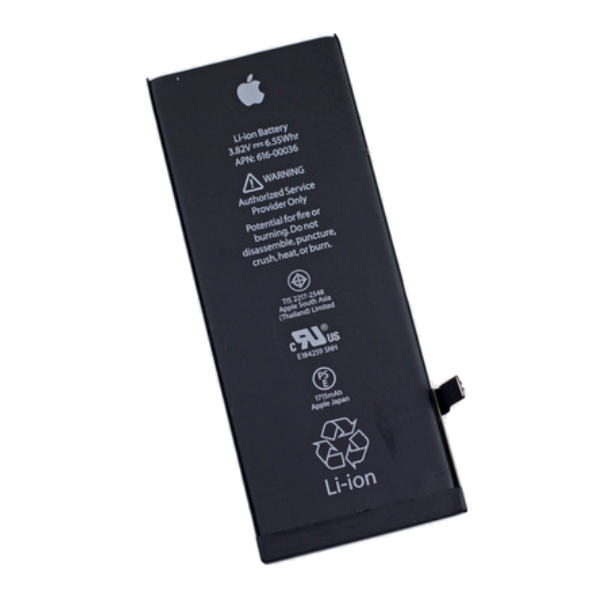 Li-ion Battery
3.82V ⎓ 6.55Whr
APN: 616-00036
WARNING
Authorized Service
Provider Only
Potential for fire or
burning. Do not
disassemble, puncture,
crush, heat, or burn.
TIS 2217-2548
Apple South Asia
(Thailand) Limited
c RU US
E184259 SNH
PS
E
1715mAh
Apple Japan
Li-ion